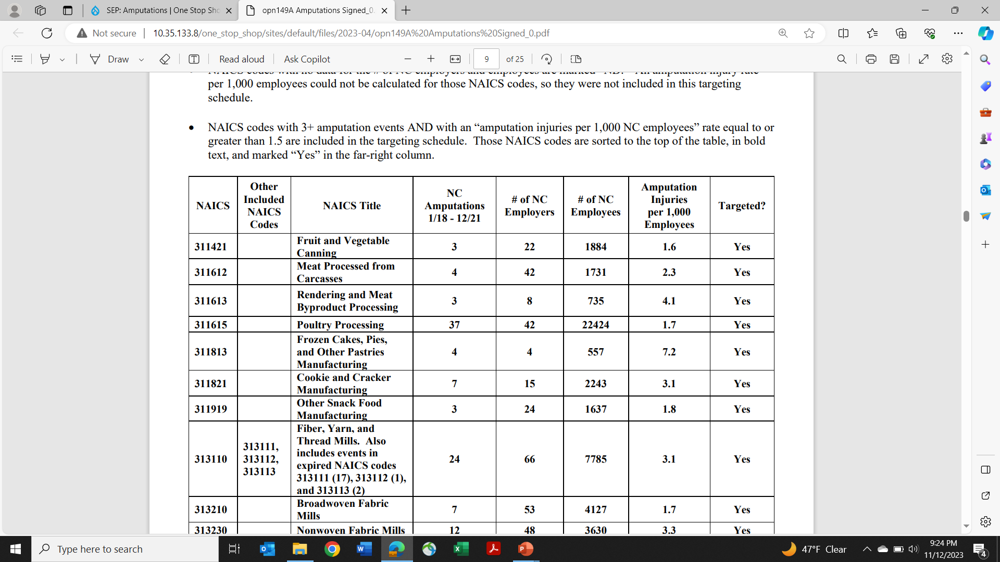 SEP: Amputations | One Stop Sho
opn149A Amputations Signed_0.
Not secure
10.35.133.8/one_stop_shop/sites/default/files/2023-04/opn149A%20Amputations%20Signed_0.pdf
Draw
Read aloud
Ask Copilot
9
of 25
per 1,000 employees could not be calculated for those NAICS codes, so they were not included in this targeting
schedule.
• NAICS codes with 3+ amputation events AND with an “amputation injuries per 1,000 NC employees” rate equal to or
greater than 1.5 are included in the targeting schedule.  Those NAICS codes are sorted to the top of the table, in bold
text, and marked “Yes” in the far-right column.
NAICS
Other
Included
NAICS
Codes
NAICS Title
NC
Amputations
1/18 - 12/21
# of NC
Employers
# of NC
Employees
Amputation
Injuries
per 1,000
Employees
Targeted?
311421
Fruit and Vegetable
Canning
3
22
1884
1.6
Yes
311612
Meat Processed from
Carcasses
4
42
1731
2.3
Yes
311613
Rendering and Meat
Byproduct Processing
3
8
735
4.1
Yes
311615
Poultry Processing
37
42
22424
1.7
Yes
311813
Frozen Cakes, Pies,
and Other Pastries
Manufacturing
4
4
557
7.2
Yes
311821
Cookie and Cracker
Manufacturing
7
15
2243
3.1
Yes
311919
Other Snack Food
Manufacturing
3
24
1637
1.8
Yes
313110
313111,
313112,
313113
Fiber, Yarn, and
Thread Mills.  Also
includes events in
expired NAICS codes
313111 (17), 313112 (1),
and 313113 (2)
24
66
7785
3.1
Yes
313210
Broadwoven Fabric
Mills
7
53
4127
1.7
Yes
313230
Nonwoven Fabric Mills
12
48
3630
3.3
Yes
Type here to search
47°F Clear
9:24 PM
11/12/2023
4